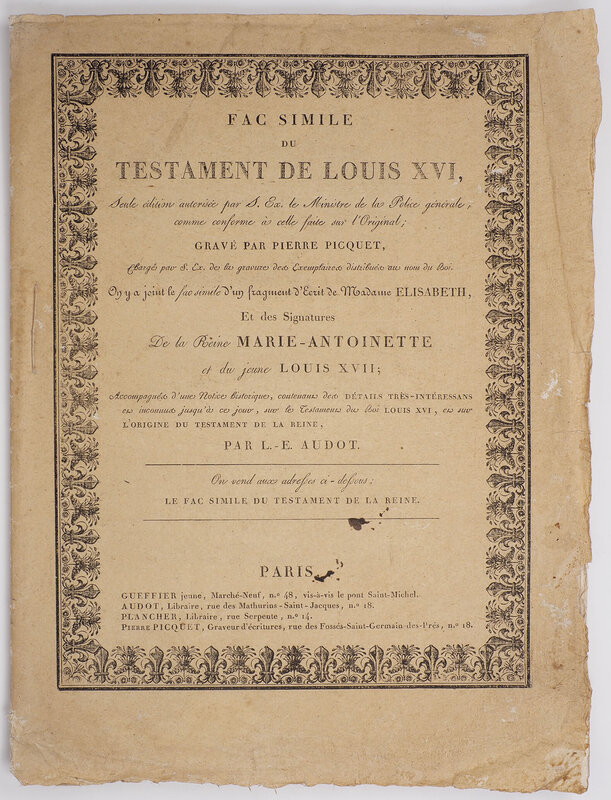 FAC SIMILE
DU
TESTAMENT DE LOUIS XVI,
Seule édition autorisée par S. Ex. le Ministre de la Police générale,
comme conforme à celle faite sur l'Original;
GRAVÉ PAR PIERRE PICQUET,
Chargé par S. Ex. de la gravure des Exemplaires distribués au nom du Roi.
On y a joint le fac simile d'un fragment d'Écrit de Madame ELISABETH,
Et des Signatures
De la Reine MARIE-ANTOINETTE
et du jeune LOUIS XVII;
Accompagnés d'une Notice historique, contenant des DÉTAILS TRÈS-INTÉRESSANS
et inconnus jusqu'à ce jour, sur le Testament du Roi LOUIS XVI, et sur
L'ORIGINE DU TESTAMENT DE LA REINE,
PAR L.-E. AUDOT.
On vend aux adresses ci-dessous:
LE FAC SIMILE DU TESTAMENT DE LA REINE.
PARIS
GUEFFIER jeune, Marché-Neuf, n.º 48, vis-à-vis le pont Saint-Michel.
AUDOT, Libraire, rue des Mathurins-Saint-Jacques, n.º 18.
PLANCHER, Libraire, rue Serpente, n.º 14.
PIERRE PICQUET, Graveur d'écritures, rue des Fossés-Saint-Germain-des-Prés, n.º 18.